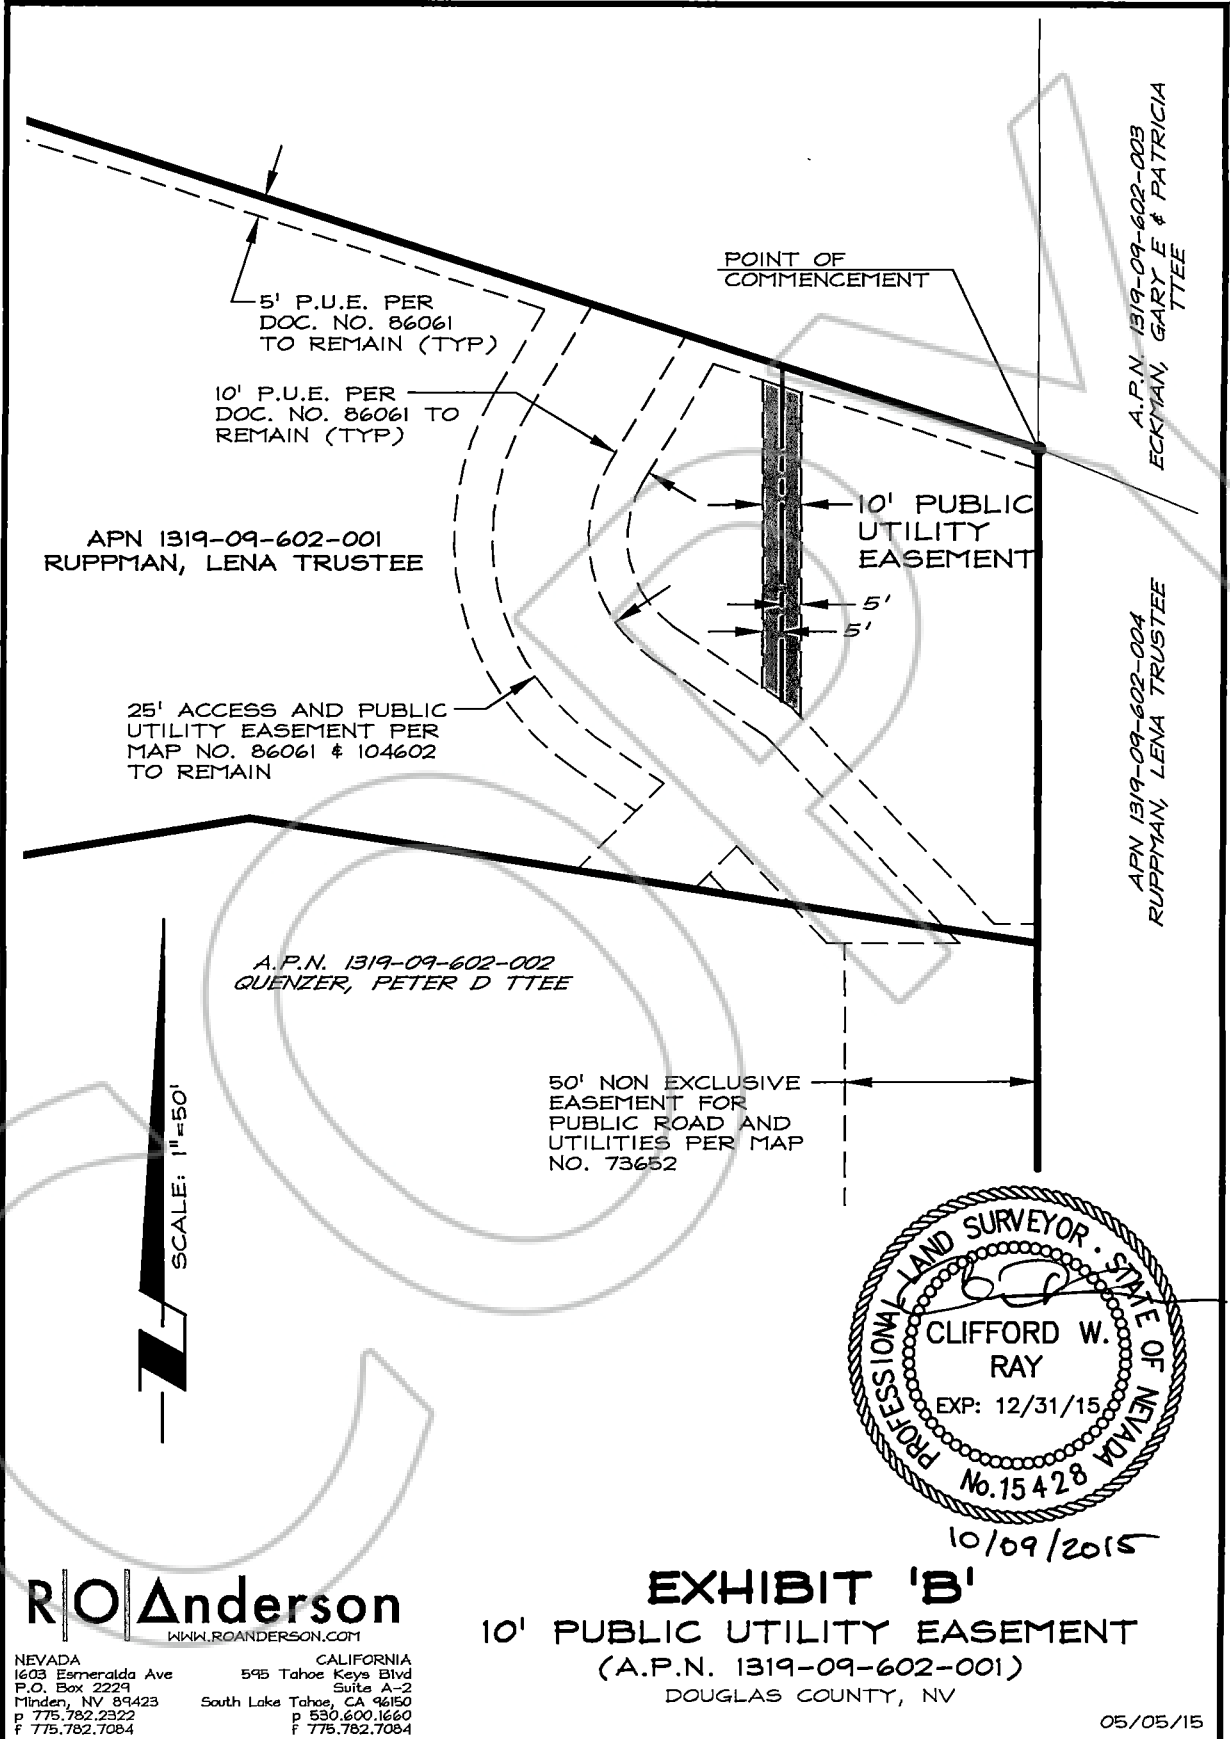 POINT OF
COMMENCEMENT
A.P.N. 1319-09-602-003
ECKMAN, GARY E & PATRICIA
TTEE
5' P.U.E. PER
DOC. NO. 86061
TO REMAIN (TYP)
10' P.U.E. PER
DOC. NO. 86061 TO
REMAIN (TYP)
APN 1319-09-602-001
RUPPMAN, LENA TRUSTEE
10' PUBLIC
UTILITY
EASEMENT
5'
5'
APN 1319-09-602-004
RUPPMAN, LENA TRUSTEE
25' ACCESS AND PUBLIC
UTILITY EASEMENT PER
MAP NO. 86061 & 104602
TO REMAIN
A.P.N. 1319-09-602-002
QUENZER, PETER D TTEE
50' NON EXCLUSIVE
EASEMENT FOR
PUBLIC ROAD AND
UTILITIES PER MAP
NO. 73652
SCALE: 1"=50'
COPY
PROFESSIONAL LAND SURVEYOR · STATE OF NEVADA
CLIFFORD W.
RAY
EXP: 12/31/15
No. 15428
10/09/2015
R|O|Anderson
WWW.ROANDERSON.COM
NEVADA
1603 Esmeralda Ave
P.O. Box 2229
Minden, NV 89423
p 775.782.2322
f 775.782.7084
CALIFORNIA
595 Tahoe Keys Blvd
Suite A-2
South Lake Tahoe, CA 96150
p 530.600.1660
f 775.782.7084
EXHIBIT 'B'
10' PUBLIC UTILITY EASEMENT
(A.P.N. 1319-09-602-001)
DOUGLAS COUNTY, NV
05/05/15